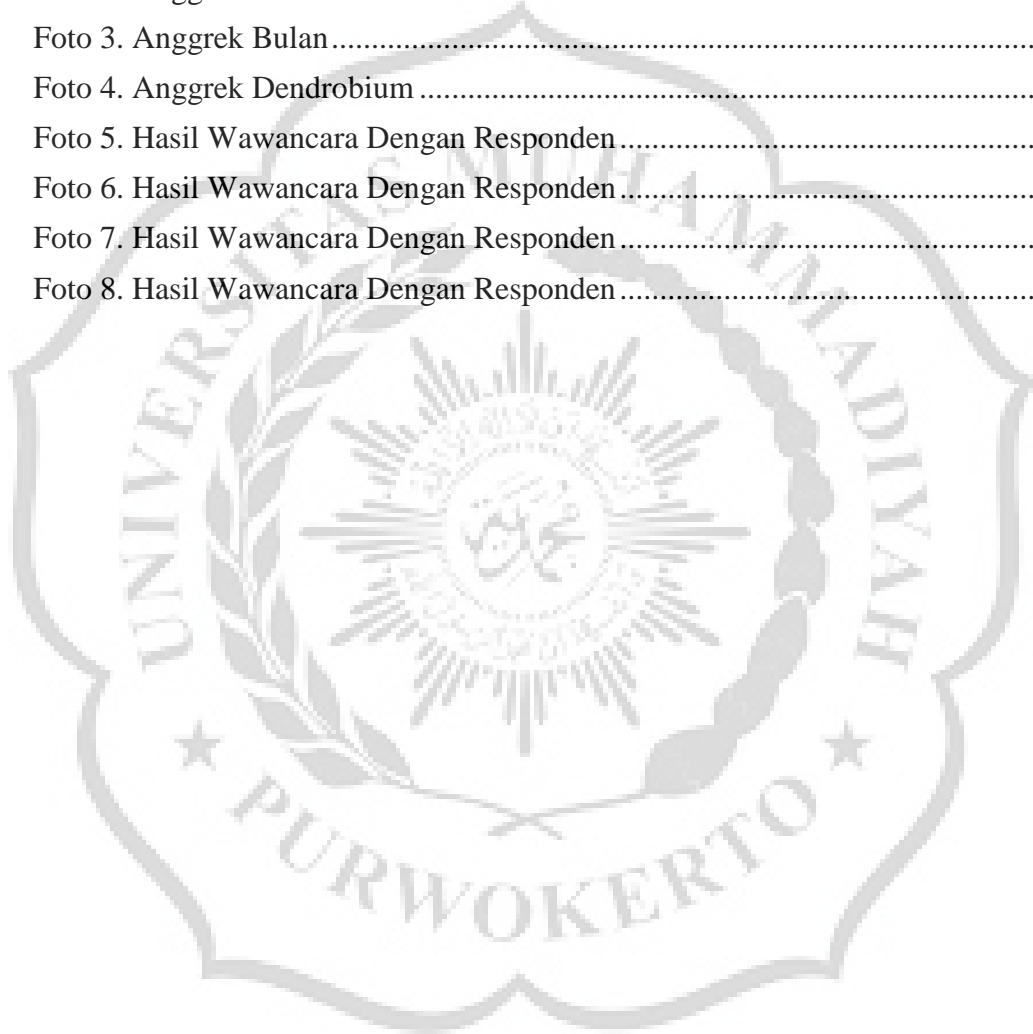 Foto 3. Anggrek Bulan
Foto 4. Anggrek Dendrobium
Foto 5. Hasil Wawancara Dengan Responden
Foto 6. Hasil Wawancara Dengan Responden
Foto 7. Hasil Wawancara Dengan Responden
Foto 8. Hasil Wawancara Dengan Responden
UNIVERSITAS MUHAMMADIYAH
PURWOKERTO